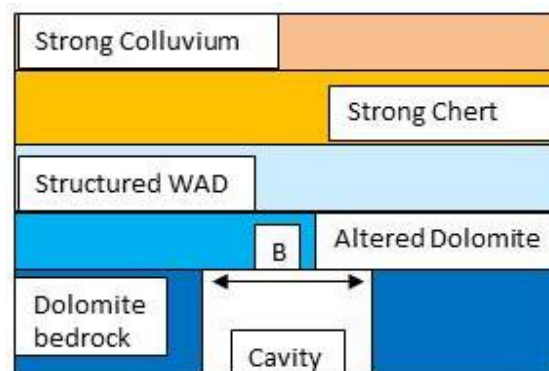 Strong Colluvium
Strong Chert
Structured WAD
B
Altered Dolomite
Dolomite
bedrock
Cavity